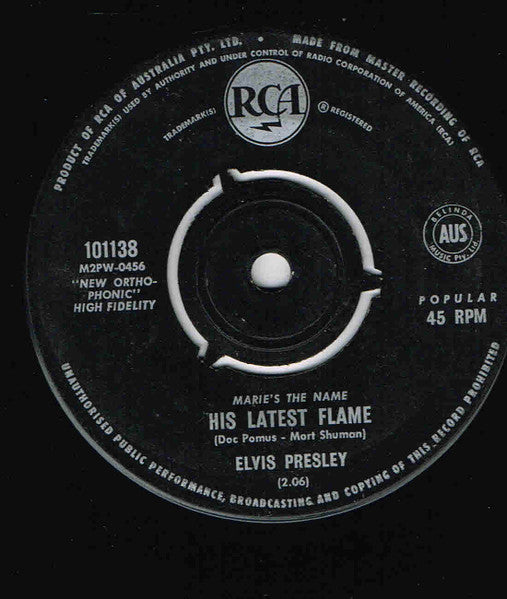 PRODUCT OF RCA OF AUSTRALIA PTY. LTD. • MADE FROM MASTER RECORDING OF RCA
TRADEMARK(S) USED BY AUTHORITY AND UNDER CONTROL OF RADIO CORPORATION OF AMERICA (RCA)
RCA
TRADEMARK(S) ® REGISTERED
BELINDA
AUS
MUSIC Pty. Ltd.
101138
M2PW-0456
"NEW ORTHO-
PHONIC"
HIGH FIDELITY
POPULAR
45 RPM
MARIE'S THE NAME
HIS LATEST FLAME
(Doc Pomus - Mort Shuman)
ELVIS PRESLEY
(2.06)
UNAUTHORISED PUBLIC PERFORMANCE, BROADCASTING AND COPYING OF THIS RECORD PROHIBITED